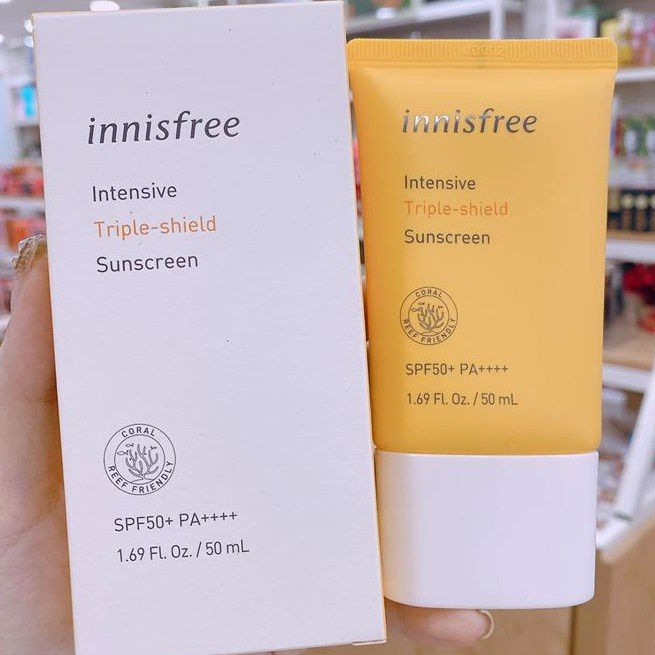 innisfree
Intensive
Triple-shield
Sunscreen
CORAL
REEF FRIENDLY
SPF50+ PA++++
1.69 Fl. Oz. / 50 mL
innisfree
Intensive
Triple-shield
Sunscreen
CORAL
REEF FRIENDLY
SPF50+ PA++++
1.69 Fl. Oz. / 50 mL